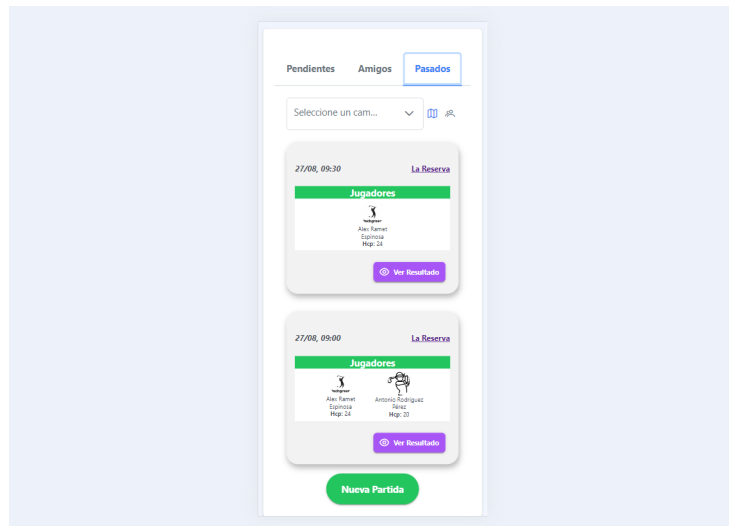 Pendientes Amigos Pasados
Seleccione un cam...
27/08, 09:30 La Reserva
Jugadores
Alex Ramet
Espinosa
Hcp: 24
Ver Resultado
27/08, 09:00 La Reserva
Jugadores
Alex Ramet Antonio Rodriguez
Espinosa Pérez
Hcp: 24 Hcp: 20
Ver Resultado
Nueva Partida